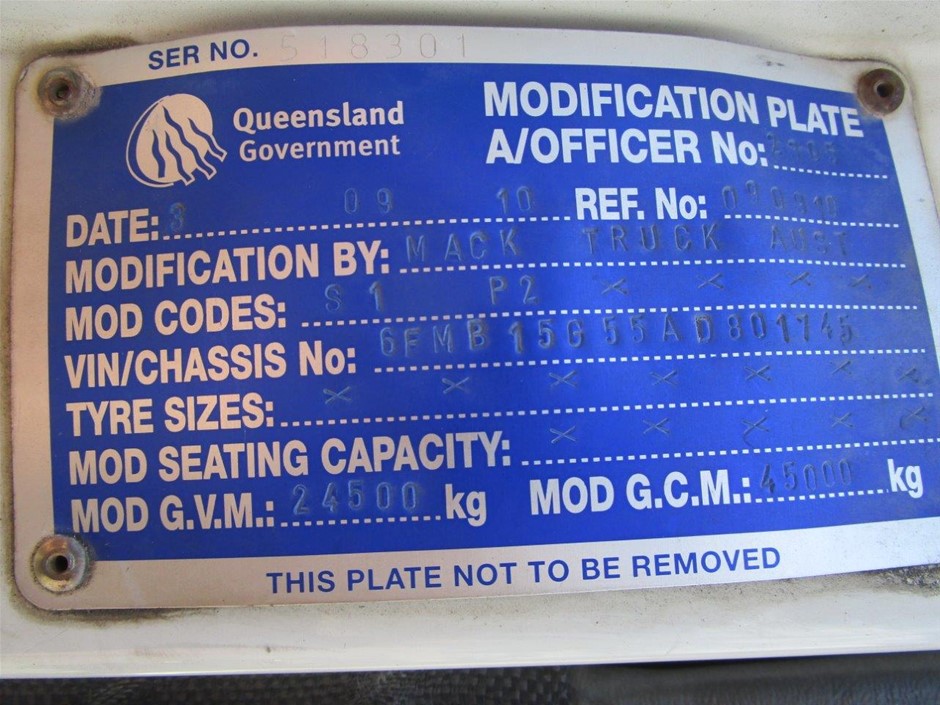 SER NO. 518301
Queensland
Government
MODIFICATION PLATE
A/OFFICER No:
DATE: 3 09 10 REF. No: 090910
MODIFICATION BY: MACK TRUCK AUST
MOD CODES: S1 P2 X X X X
VIN/CHASSIS No: 6FMB15G55AD801745
TYRE SIZES: X X X X X X X
MOD SEATING CAPACITY: X X X X
MOD G.V.M.: 24500 kg MOD G.C.M.: 45000 kg
THIS PLATE NOT TO BE REMOVED